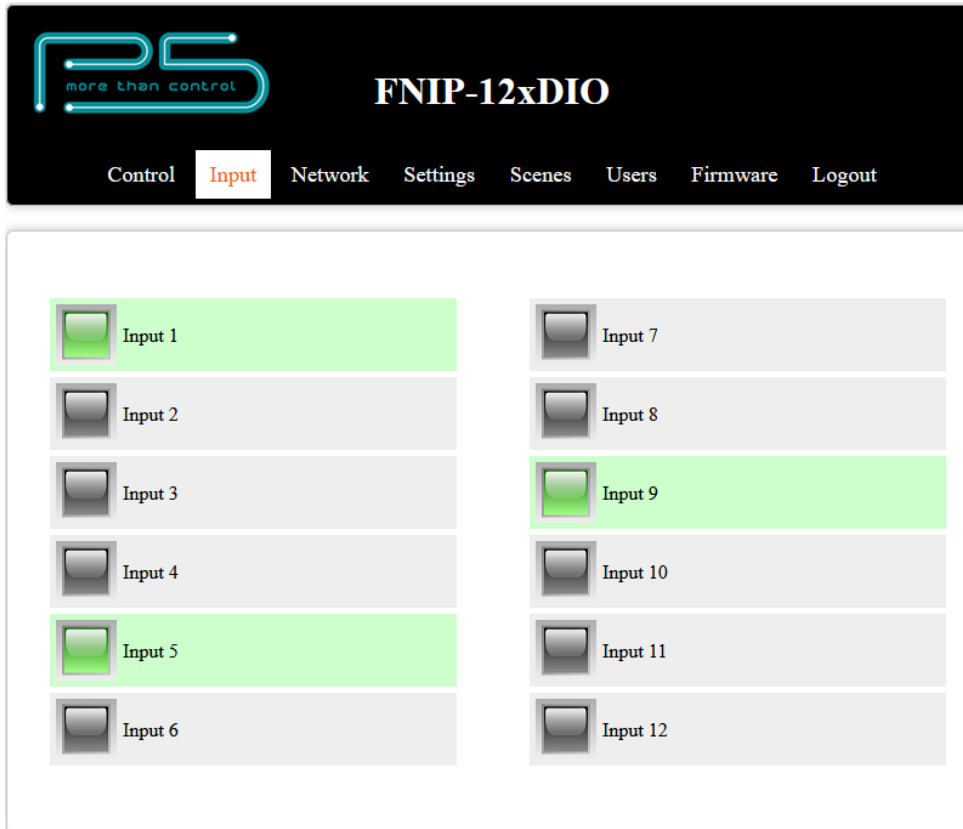 P5
more than control
FNIP-12xDIO
Control Input Network Settings Scenes Users Firmware Logout
Input 1
Input 2
Input 3
Input 4
Input 5
Input 6
Input 7
Input 8
Input 9
Input 10
Input 11
Input 12